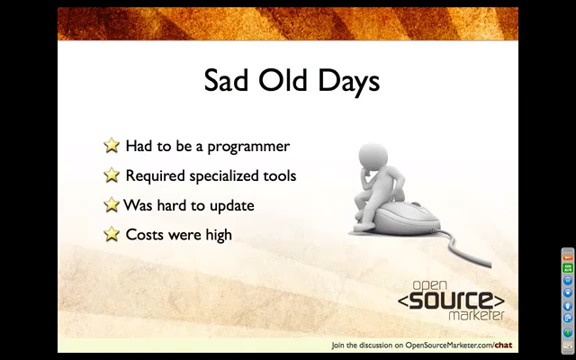 Sad Old Days
Had to be a programmer
Required specialized tools
Was hard to update
Costs were high
open
<source>
marketer
Join the discussion on OpenSourceMarketer.com/chat